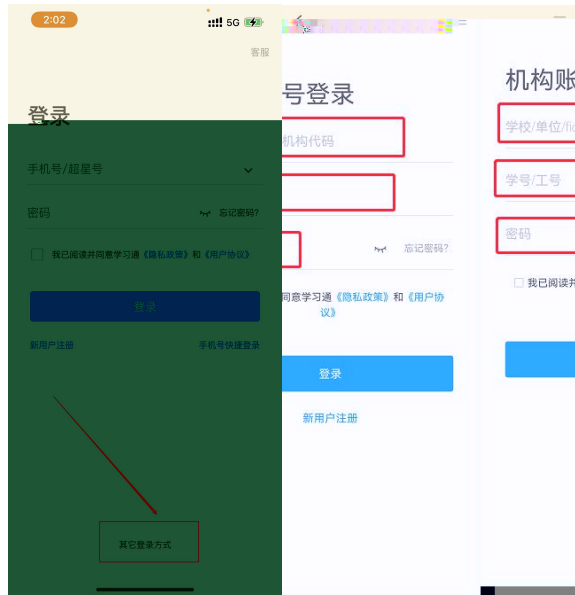 2:02
5G
客服
登录
手机号/超星号
密码
忘记密码?
我已阅读并同意学习通《隐私政策》和《用户协议》
登录
新用户注册
手机号快捷登录
其它登录方式
号登录
机构代码
忘记密码?
同意学习通《隐私政策》和《用户协
议》
登录
新用户注册
机构账
学校/单位/fid
学号/工号
密码
我已阅读并